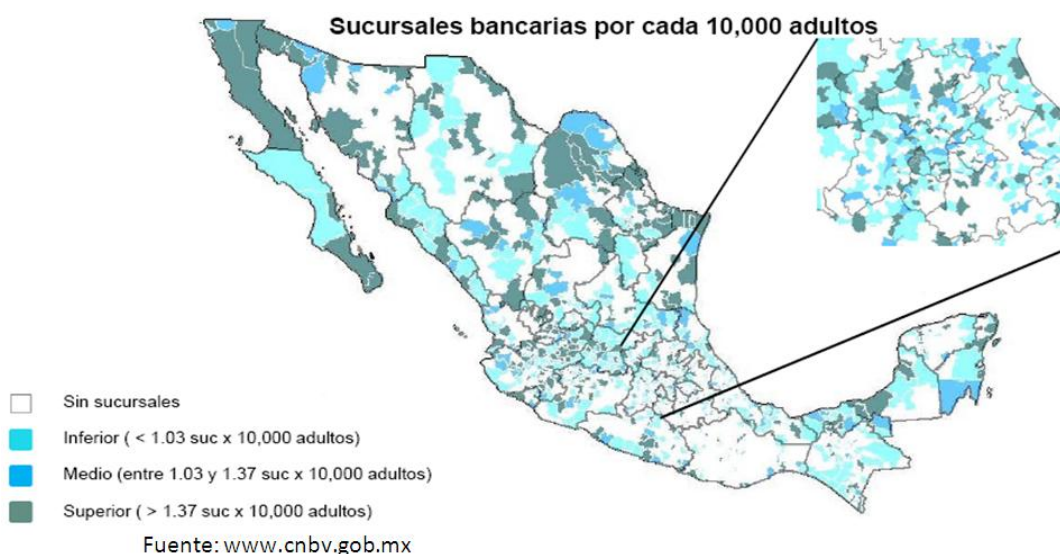 Sucursales bancarias por cada 10,000 adultos
Sin sucursales
Inferior ( < 1.03 suc x 10,000 adultos)
Medio (entre 1.03 y 1.37 suc x 10,000 adultos)
Superior ( > 1.37 suc x 10,000 adultos)
Fuente: www.cnbv.gob.mx